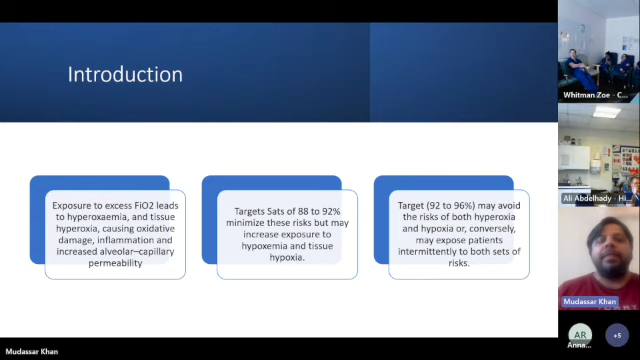 Introduction
Exposure to excess FiO2 leads
to hyperoxaemia, and tissue
hyperoxia, causing oxidative
damage, inflammation and
increased alveolar–capillary
permeability
Targets Sats of 88 to 92%
minimize these risks but may
increase exposure to
hypoxemia and tissue
hypoxia.
Target (92 to 96%) may avoid
the risks of both hyperoxia
and hypoxia or, conversely,
may expose patients
intermittently to both sets of
risks.
Whitman Zoe - C...
Ali Abdelhady - Hi...
Mudassar Khan
AR
Anna...
+5
Mudassar Khan